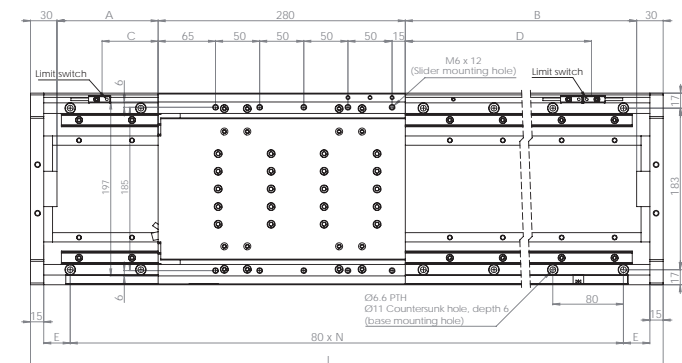 30 A 280 B 30
C 65 50 50 50 50 15 D
M6 x 12
(Slider mounting hole)
Limit switch
Limit switch
6
17
197
185
183
6
17
Ø6.6 PTH
Ø11 Countersunk hole, depth 6
(base mounting hole)
80
15
15
E 80 x N E
L